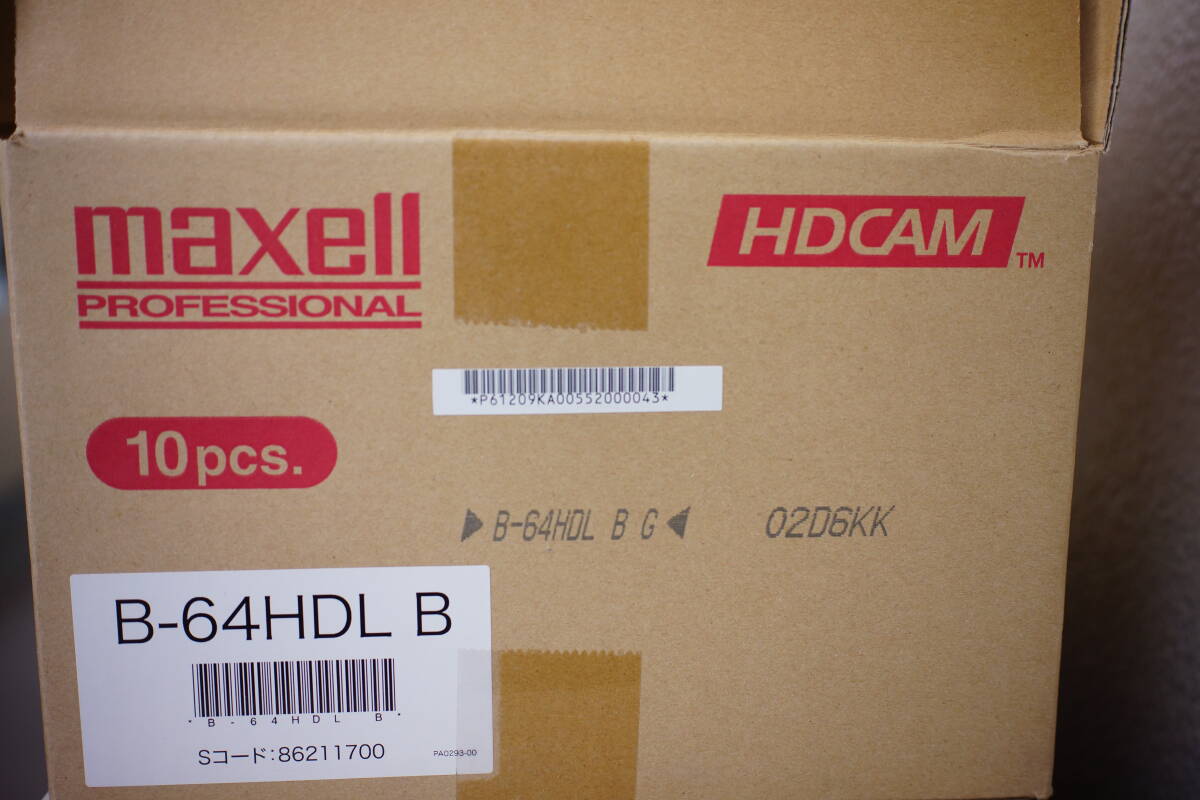 maxell
PROFESSIONAL
HDCAM
TM
*P61209KA00552000043*
10pcs.
▶ B-64HDL B G ◀
02D6KK
B-64HDL B
*B-64HDL B*
Sコード:86211700
PA0293-00